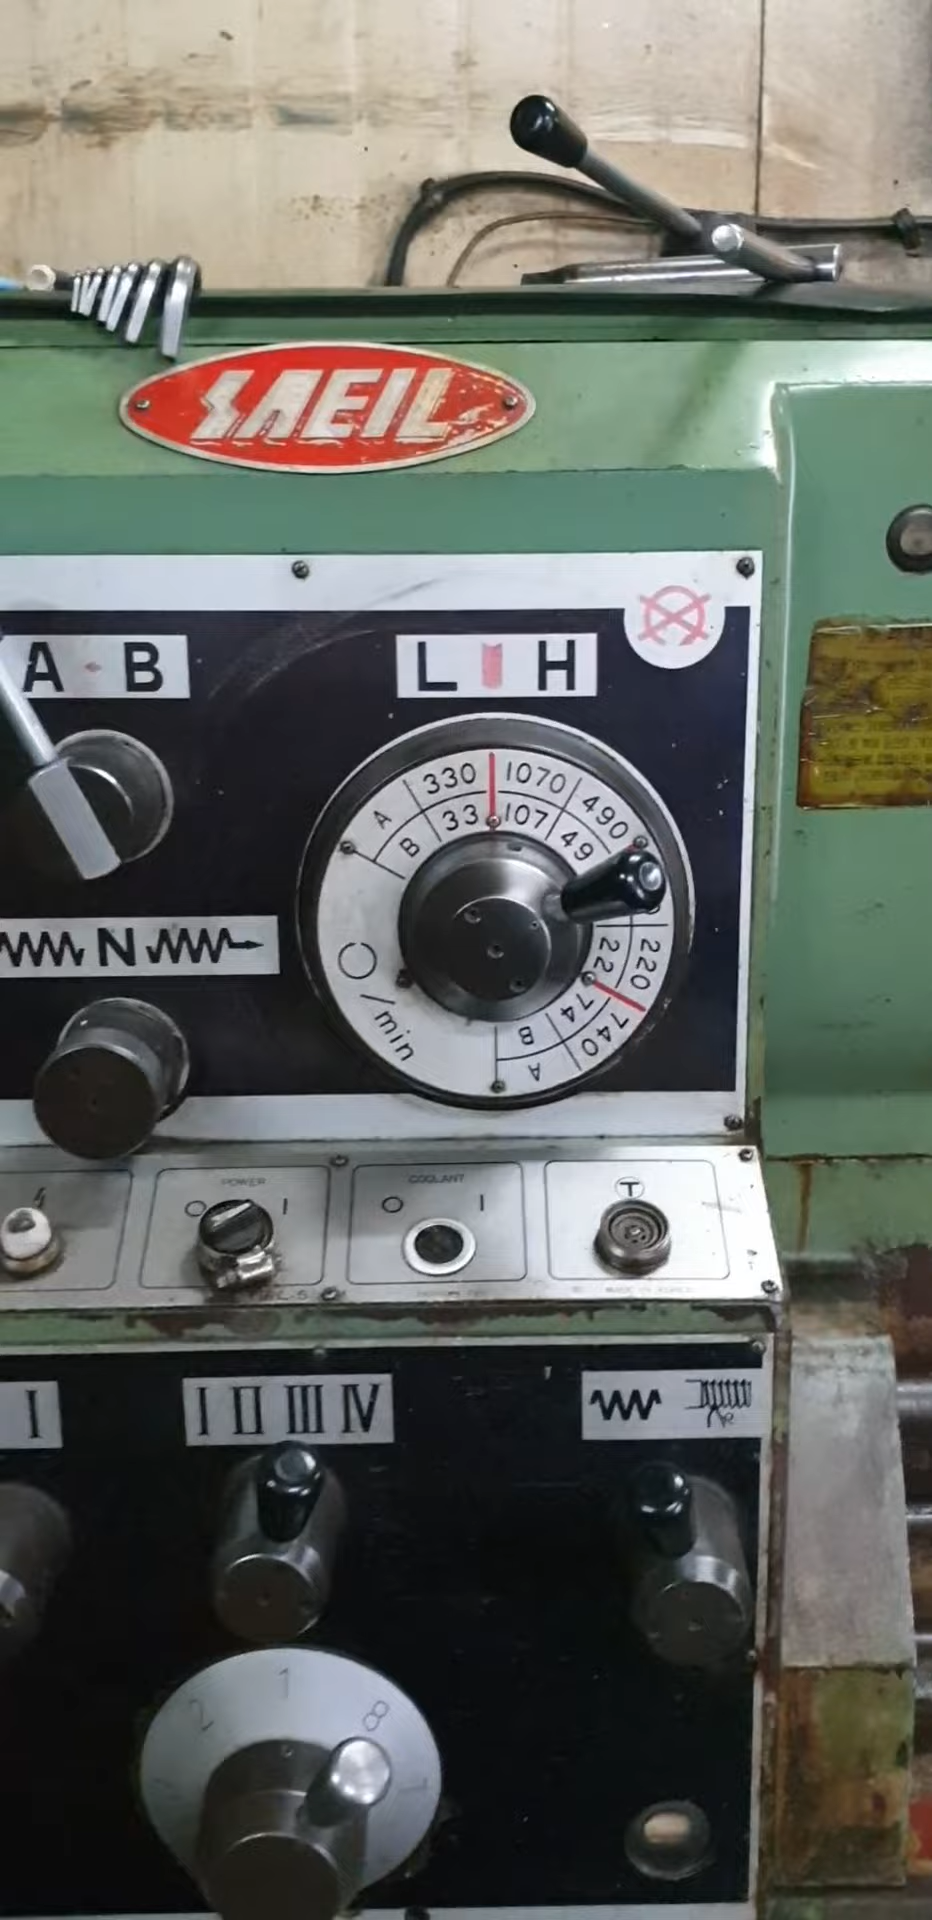 SAEIL
A B
L H
A 330 1070 490
B 33 107 49
22 220
74 740
B
A
/min
N
POWER
O I
COOLANT
O I
T
I
I II III IV
2 1 8